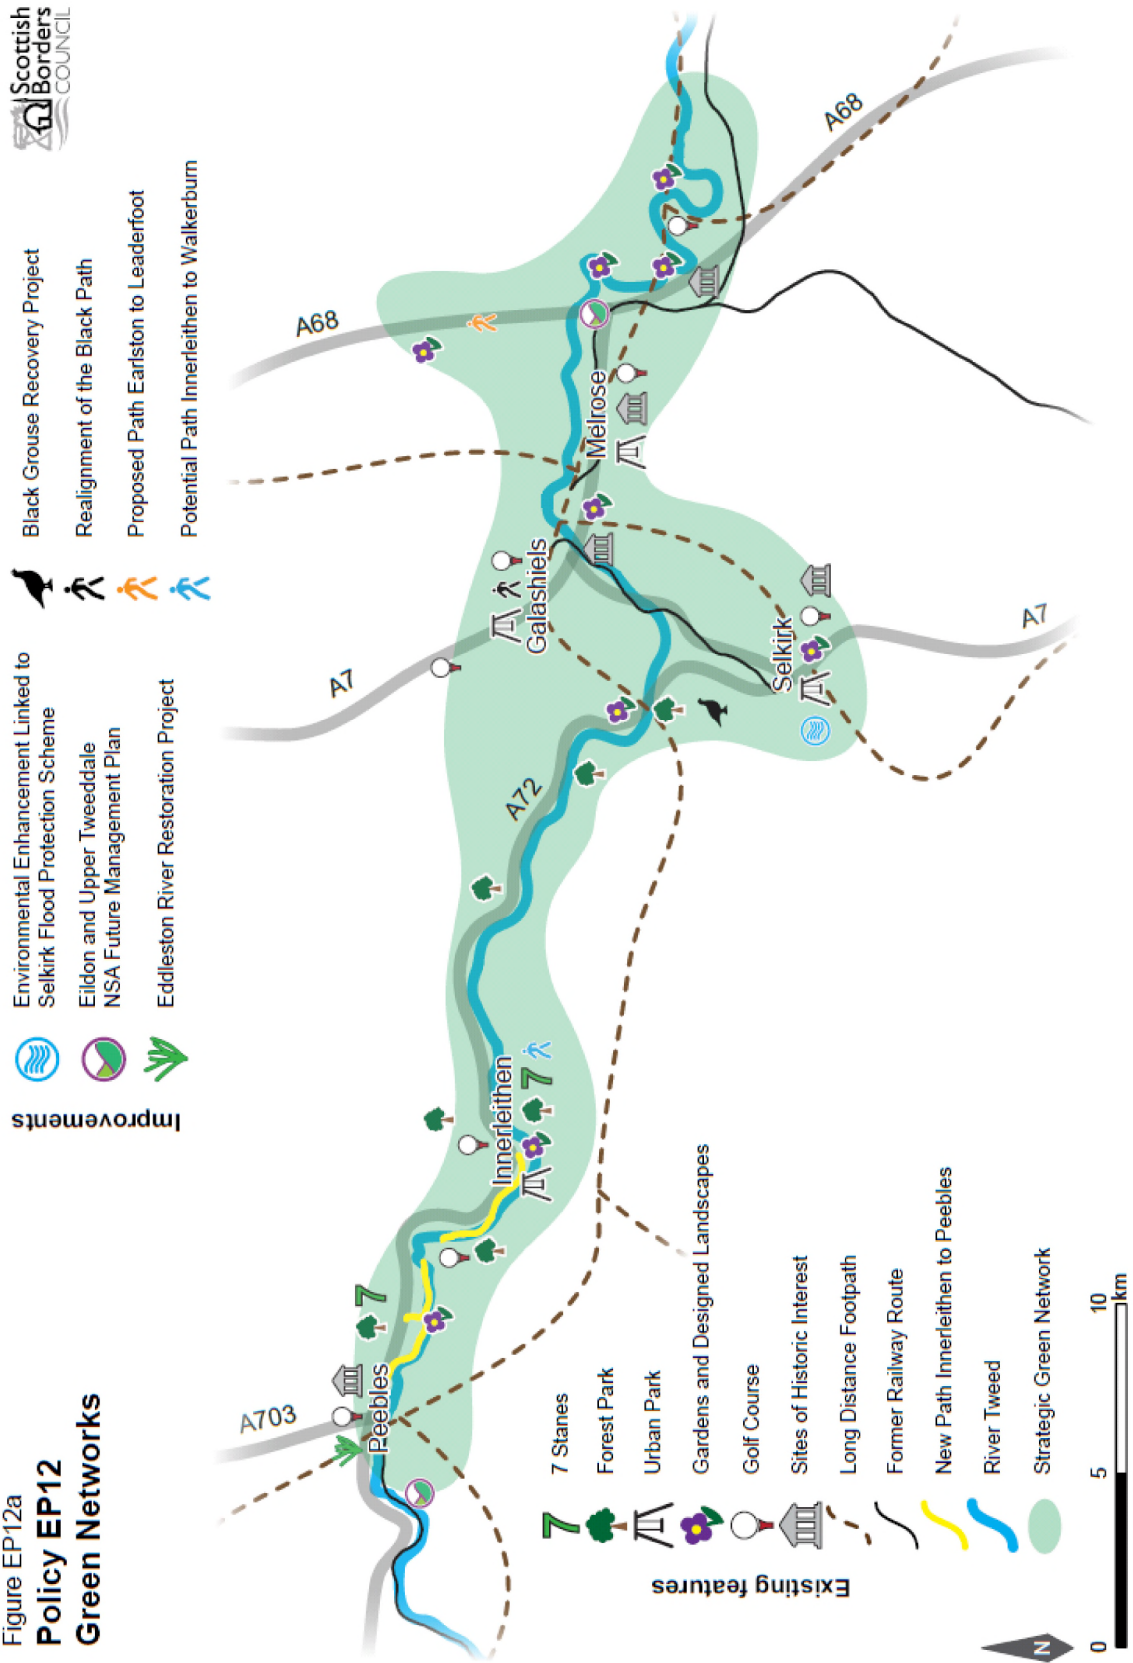 Figure EP12a
Policy EP12
Green Networks
Scottish
Borders
COUNCIL
Improvements
Environmental Enhancement Linked to
Selkirk Flood Protection Scheme
Eildon and Upper Tweeddale
NSA Future Management Plan
Eddleston River Restoration Project
Black Grouse Recovery Project
Realignment of the Black Path
Proposed Path Earlston to Leaderfoot
Potential Path Innerleithen to Walkerburn
A703
Peebles
7
Innerleithen
7
A72
A7
Galashiels
Selkirk
A7
Melrose
A68
A68
Existing features
7
7 Stanes
Forest Park
Urban Park
Gardens and Designed Landscapes
Golf Course
Sites of Historic Interest
Long Distance Footpath
Former Railway Route
New Path Innerleithen to Peebles
River Tweed
Strategic Green Network
N
0
5
10
km